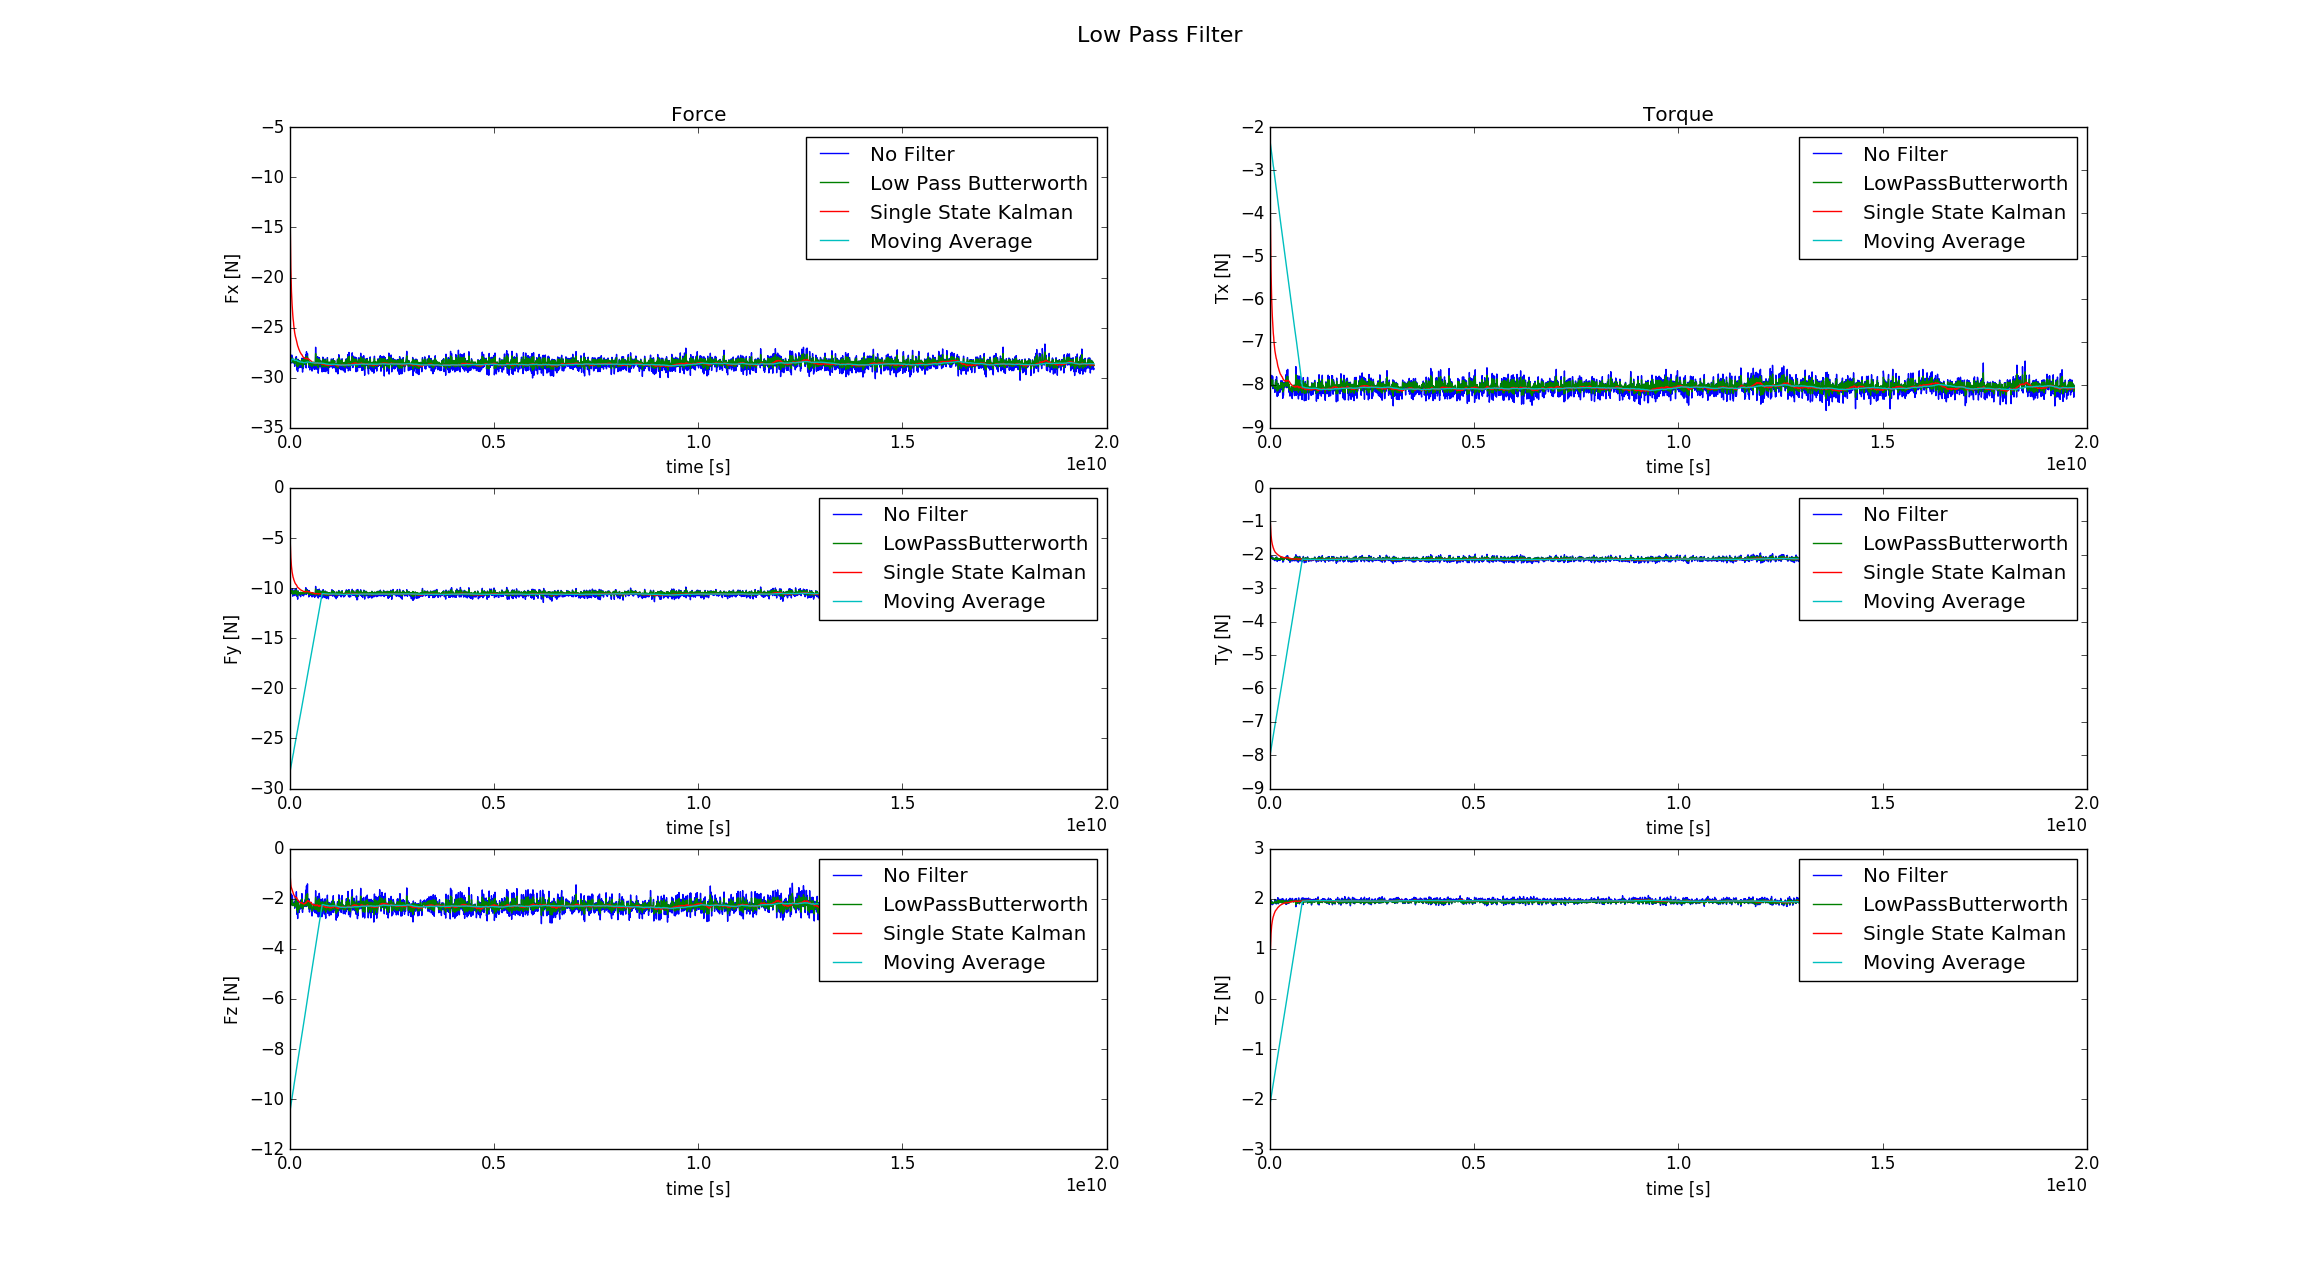 Low Pass Filter
Force
−5
−10
−15
−20
−25
−30
−35
Fx [N]
No Filter
Low Pass Butterworth
Single State Kalman
Moving Average
0.0 0.5 1.0 1.5 2.0
time [s]
1e10
Torque
−2
−3
−4
−5
−6
−7
−8
−9
Tx [N]
No Filter
LowPassButterworth
Single State Kalman
Moving Average
0.0 0.5 1.0 1.5 2.0
time [s]
1e10
0
−5
−10
−15
−20
−25
−30
Fy [N]
No Filter
LowPassButterworth
Single State Kalman
Moving Average
0.0 0.5 1.0 1.5 2.0
time [s]
1e10
0
−1
−2
−3
−4
−5
−6
−7
−8
−9
Ty [N]
No Filter
LowPassButterworth
Single State Kalman
Moving Average
0.0 0.5 1.0 1.5 2.0
time [s]
1e10
0
−2
−4
−6
−8
−10
−12
Fz [N]
No Filter
LowPassButterworth
Single State Kalman
Moving Average
0.0 0.5 1.0 1.5 2.0
time [s]
1e10
3
2
1
0
−1
−2
−3
Tz [N]
No Filter
LowPassButterworth
Single State Kalman
Moving Average
0.0 0.5 1.0 1.5 2.0
time [s]
1e10